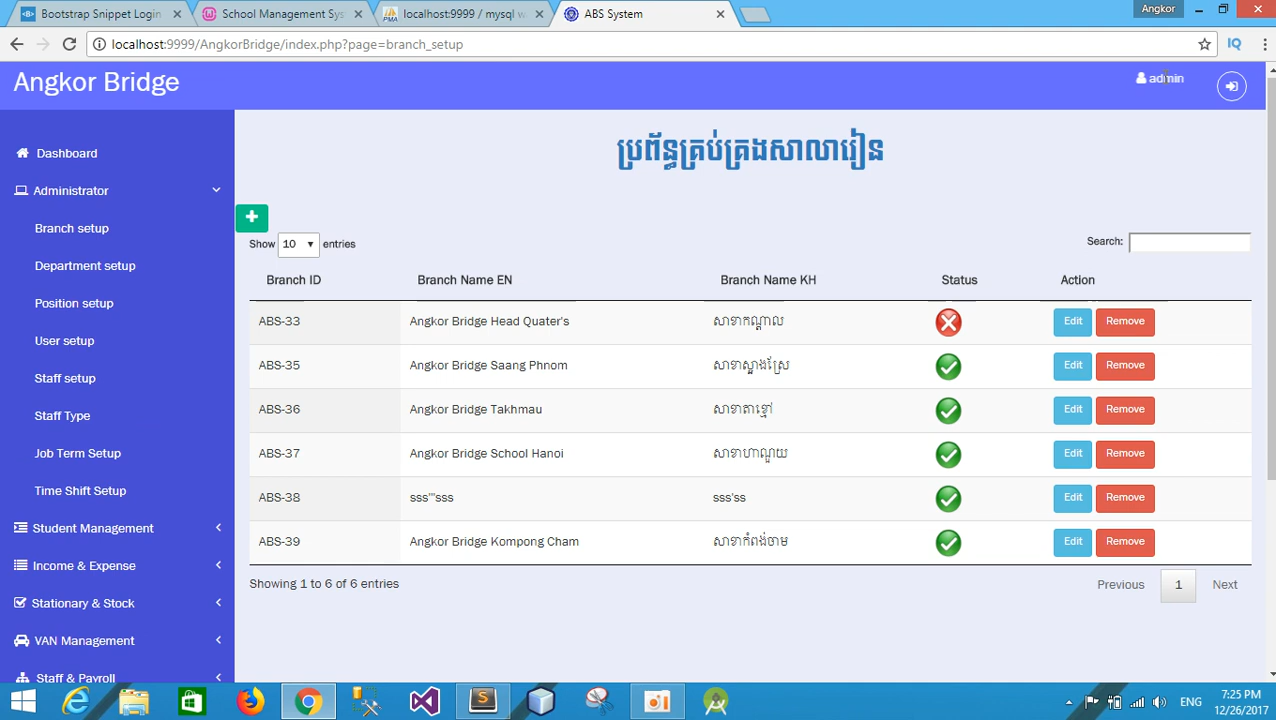 Bootstrap Snippet Login
School Management Sys
localhost:9999 / mysql w
ABS System
Angkor
localhost:9999/AngkorBridge/index.php?page=branch_setup
IQ
Angkor Bridge
admin
Dashboard
Administrator
Branch setup
Department setup
Position setup
User setup
Staff setup
Staff Type
Job Term Setup
Time Shift Setup
Student Management
Income & Expense
Stationary & Stock
VAN Management
Staff & Payroll
ប្រព័ន្ធគ្រប់គ្រងសាលារៀន
Show 10 entries
Search:
Branch ID Branch Name EN Branch Name KH Status Action
ABS-33 Angkor Bridge Head Quater's សាខាកណ្តាល Edit Remove
ABS-35 Angkor Bridge Saang Phnom សាខាស្អាងស្រែ Edit Remove
ABS-36 Angkor Bridge Takhmau សាខាតាខ្មៅ Edit Remove
ABS-37 Angkor Bridge School Hanoi សាខាហាណូយ Edit Remove
ABS-38 sss'''sss sss'ss Edit Remove
ABS-39 Angkor Bridge Kompong Cham សាខាកំពង់ចាម Edit Remove
Showing 1 to 6 of 6 entries
Previous 1 Next
ENG
7:25 PM
12/26/2017